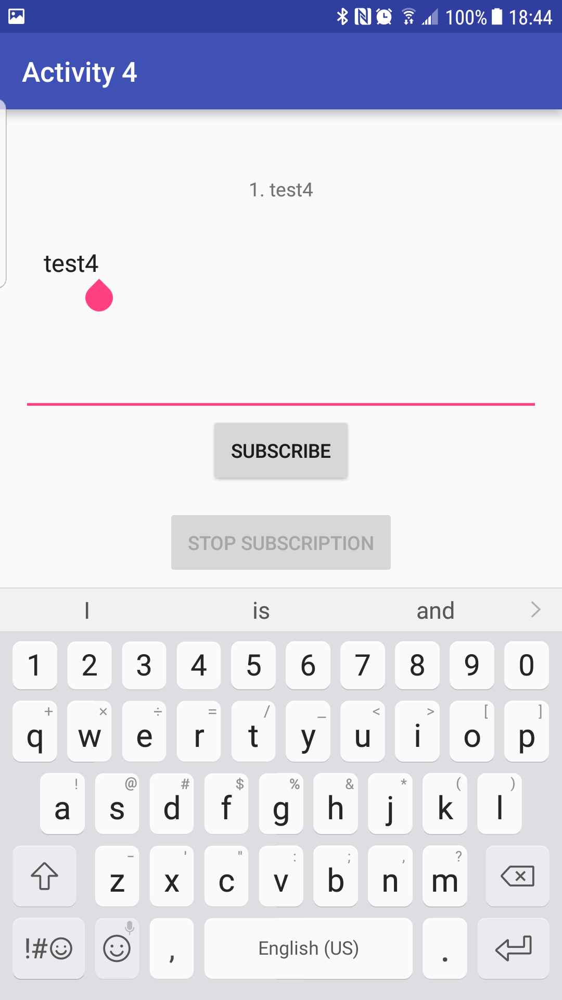 100% 18:44
Activity 4
1. test4
test4
SUBSCRIBE
STOP SUBSCRIPTION
I is and
1 2 3 4 5 6 7 8 9 0
+ × ÷ = / _ < > [ ]
q w e r t y u i o p
! @ # $ % & * ( )
a s d f g h j k l
- ' " : ; , ?
z x c v b n m
!# , English (US) .